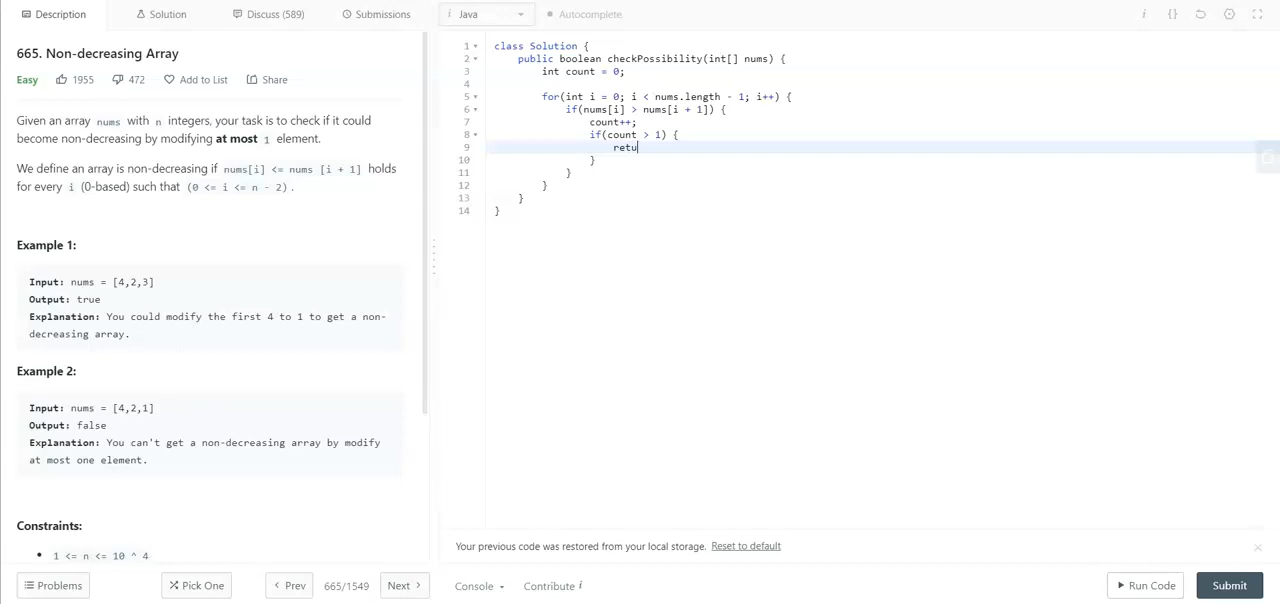 Description Solution Discuss (589) Submissions
i Java Autocomplete i {}
665. Non-decreasing Array
Easy 1955 472 Add to List Share
Given an array nums with n integers, your task is to check if it could
become non-decreasing by modifying at most 1 element.
We define an array is non-decreasing if nums[i] <= nums [i + 1] holds
for every i (0-based) such that (0 <= i <= n - 2).
Example 1:
Input: nums = [4,2,3]
Output: true
Explanation: You could modify the first 4 to 1 to get a non-
decreasing array.
Example 2:
Input: nums = [4,2,1]
Output: false
Explanation: You can't get a non-decreasing array by modify
at most one element.
Constraints:
• 1 <= n <= 10 ^ 4
1 class Solution {
2 public boolean checkPossibility(int[] nums) {
3 int count = 0;
4
5 for(int i = 0; i < nums.length - 1; i++) {
6 if(nums[i] > nums[i + 1]) {
7 count++;
8 if(count > 1) {
9 retu
10 }
11 }
12 }
13 }
14 }
Your previous code was restored from your local storage. Reset to default
Problems Pick One < Prev 665/1549 Next >
Console Contribute i Run Code Submit